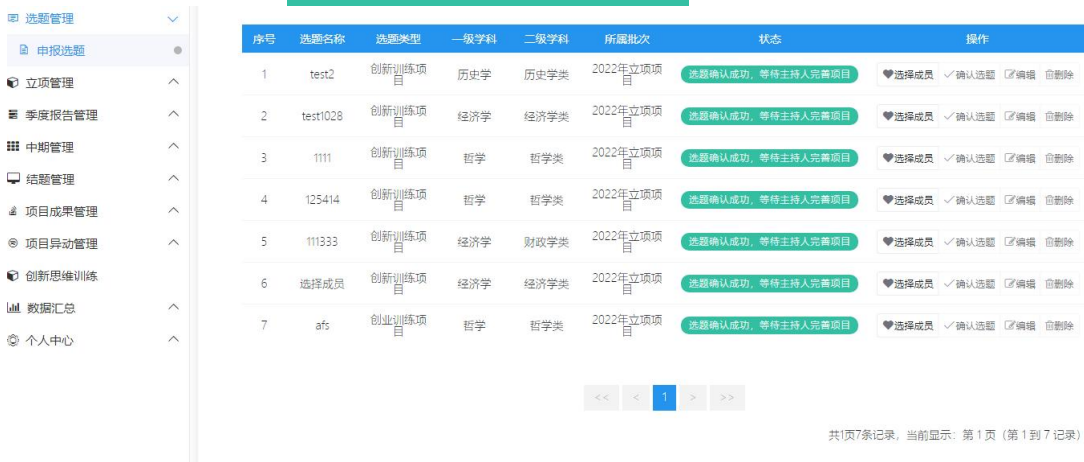 选题管理
申报选题
立项管理
季度报告管理
中期管理
结题管理
项目成果管理
项目异动管理
创新思维训练
数据汇总
个人中心
序号 选题名称 选题类型 一级学科 二级学科 所属批次 状态 操作
1 test2 创新训练项目 历史学 历史学类 2022年立项项目 选题确认成功，等待主持人完善项目 选择成员 确认选题 编辑 删除
2 test1028 创新训练项目 经济学 经济学类 2022年立项项目 选题确认成功，等待主持人完善项目 选择成员 确认选题 编辑 删除
3 1111 创新训练项目 哲学 哲学类 2022年立项项目 选题确认成功，等待主持人完善项目 选择成员 确认选题 编辑 删除
4 125414 创新训练项目 哲学 哲学类 2022年立项项目 选题确认成功，等待主持人完善项目 选择成员 确认选题 编辑 删除
5 111333 创新训练项目 经济学 财政学类 2022年立项项目 选题确认成功，等待主持人完善项目 选择成员 确认选题 编辑 删除
6 选择成员 创新训练项目 经济学 经济学类 2022年立项项目 选题确认成功，等待主持人完善项目 选择成员 确认选题 编辑 删除
7 afs 创业训练项目 哲学 哲学类 2022年立项项目 选题确认成功，等待主持人完善项目 选择成员 确认选题 编辑 删除
<< < 1 > >>
共1页7条记录，当前显示：第 1 页（第 1 到 7 记录）